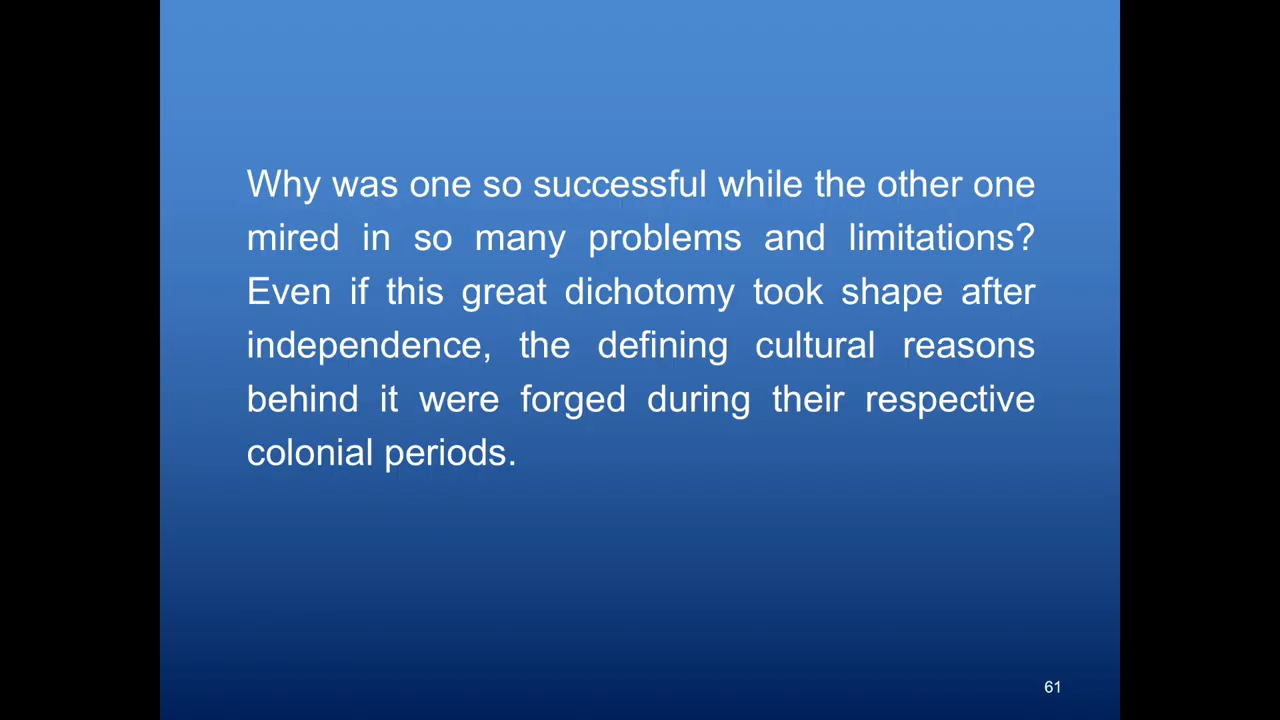 Why was one so successful while the other one
mired in so many problems and limitations?
Even if this great dichotomy took shape after
independence, the defining cultural reasons
behind it were forged during their respective
colonial periods.
61